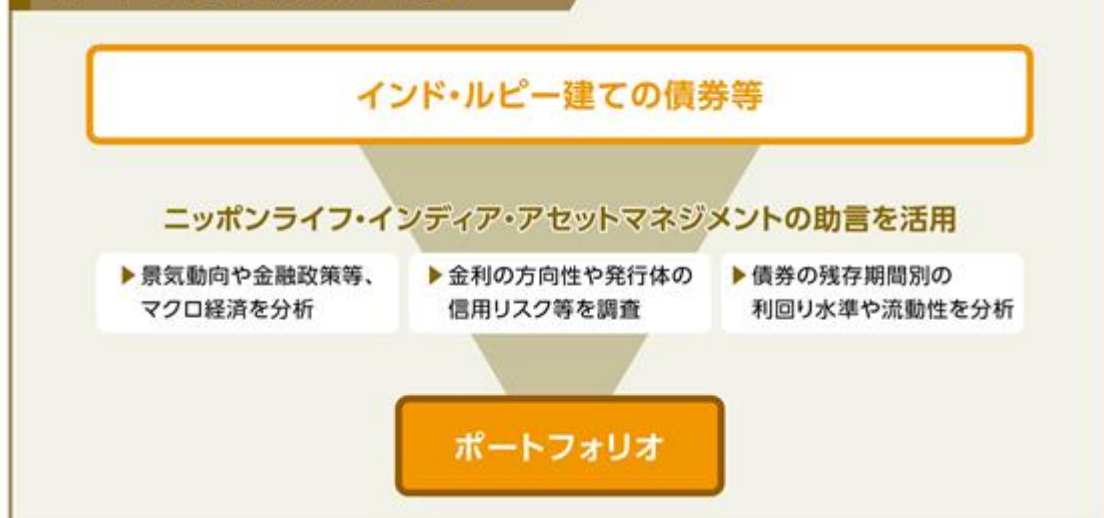 インド・ルピー建ての債券等
ニッポンライフ・インディア・アセットマネジメントの助言を活用
▶景気動向や金融政策等、
マクロ経済を分析
▶金利の方向性や発行体の
信用リスク等を調査
▶債券の残存期間別の
利回り水準や流動性を分析
ポートフォリオ